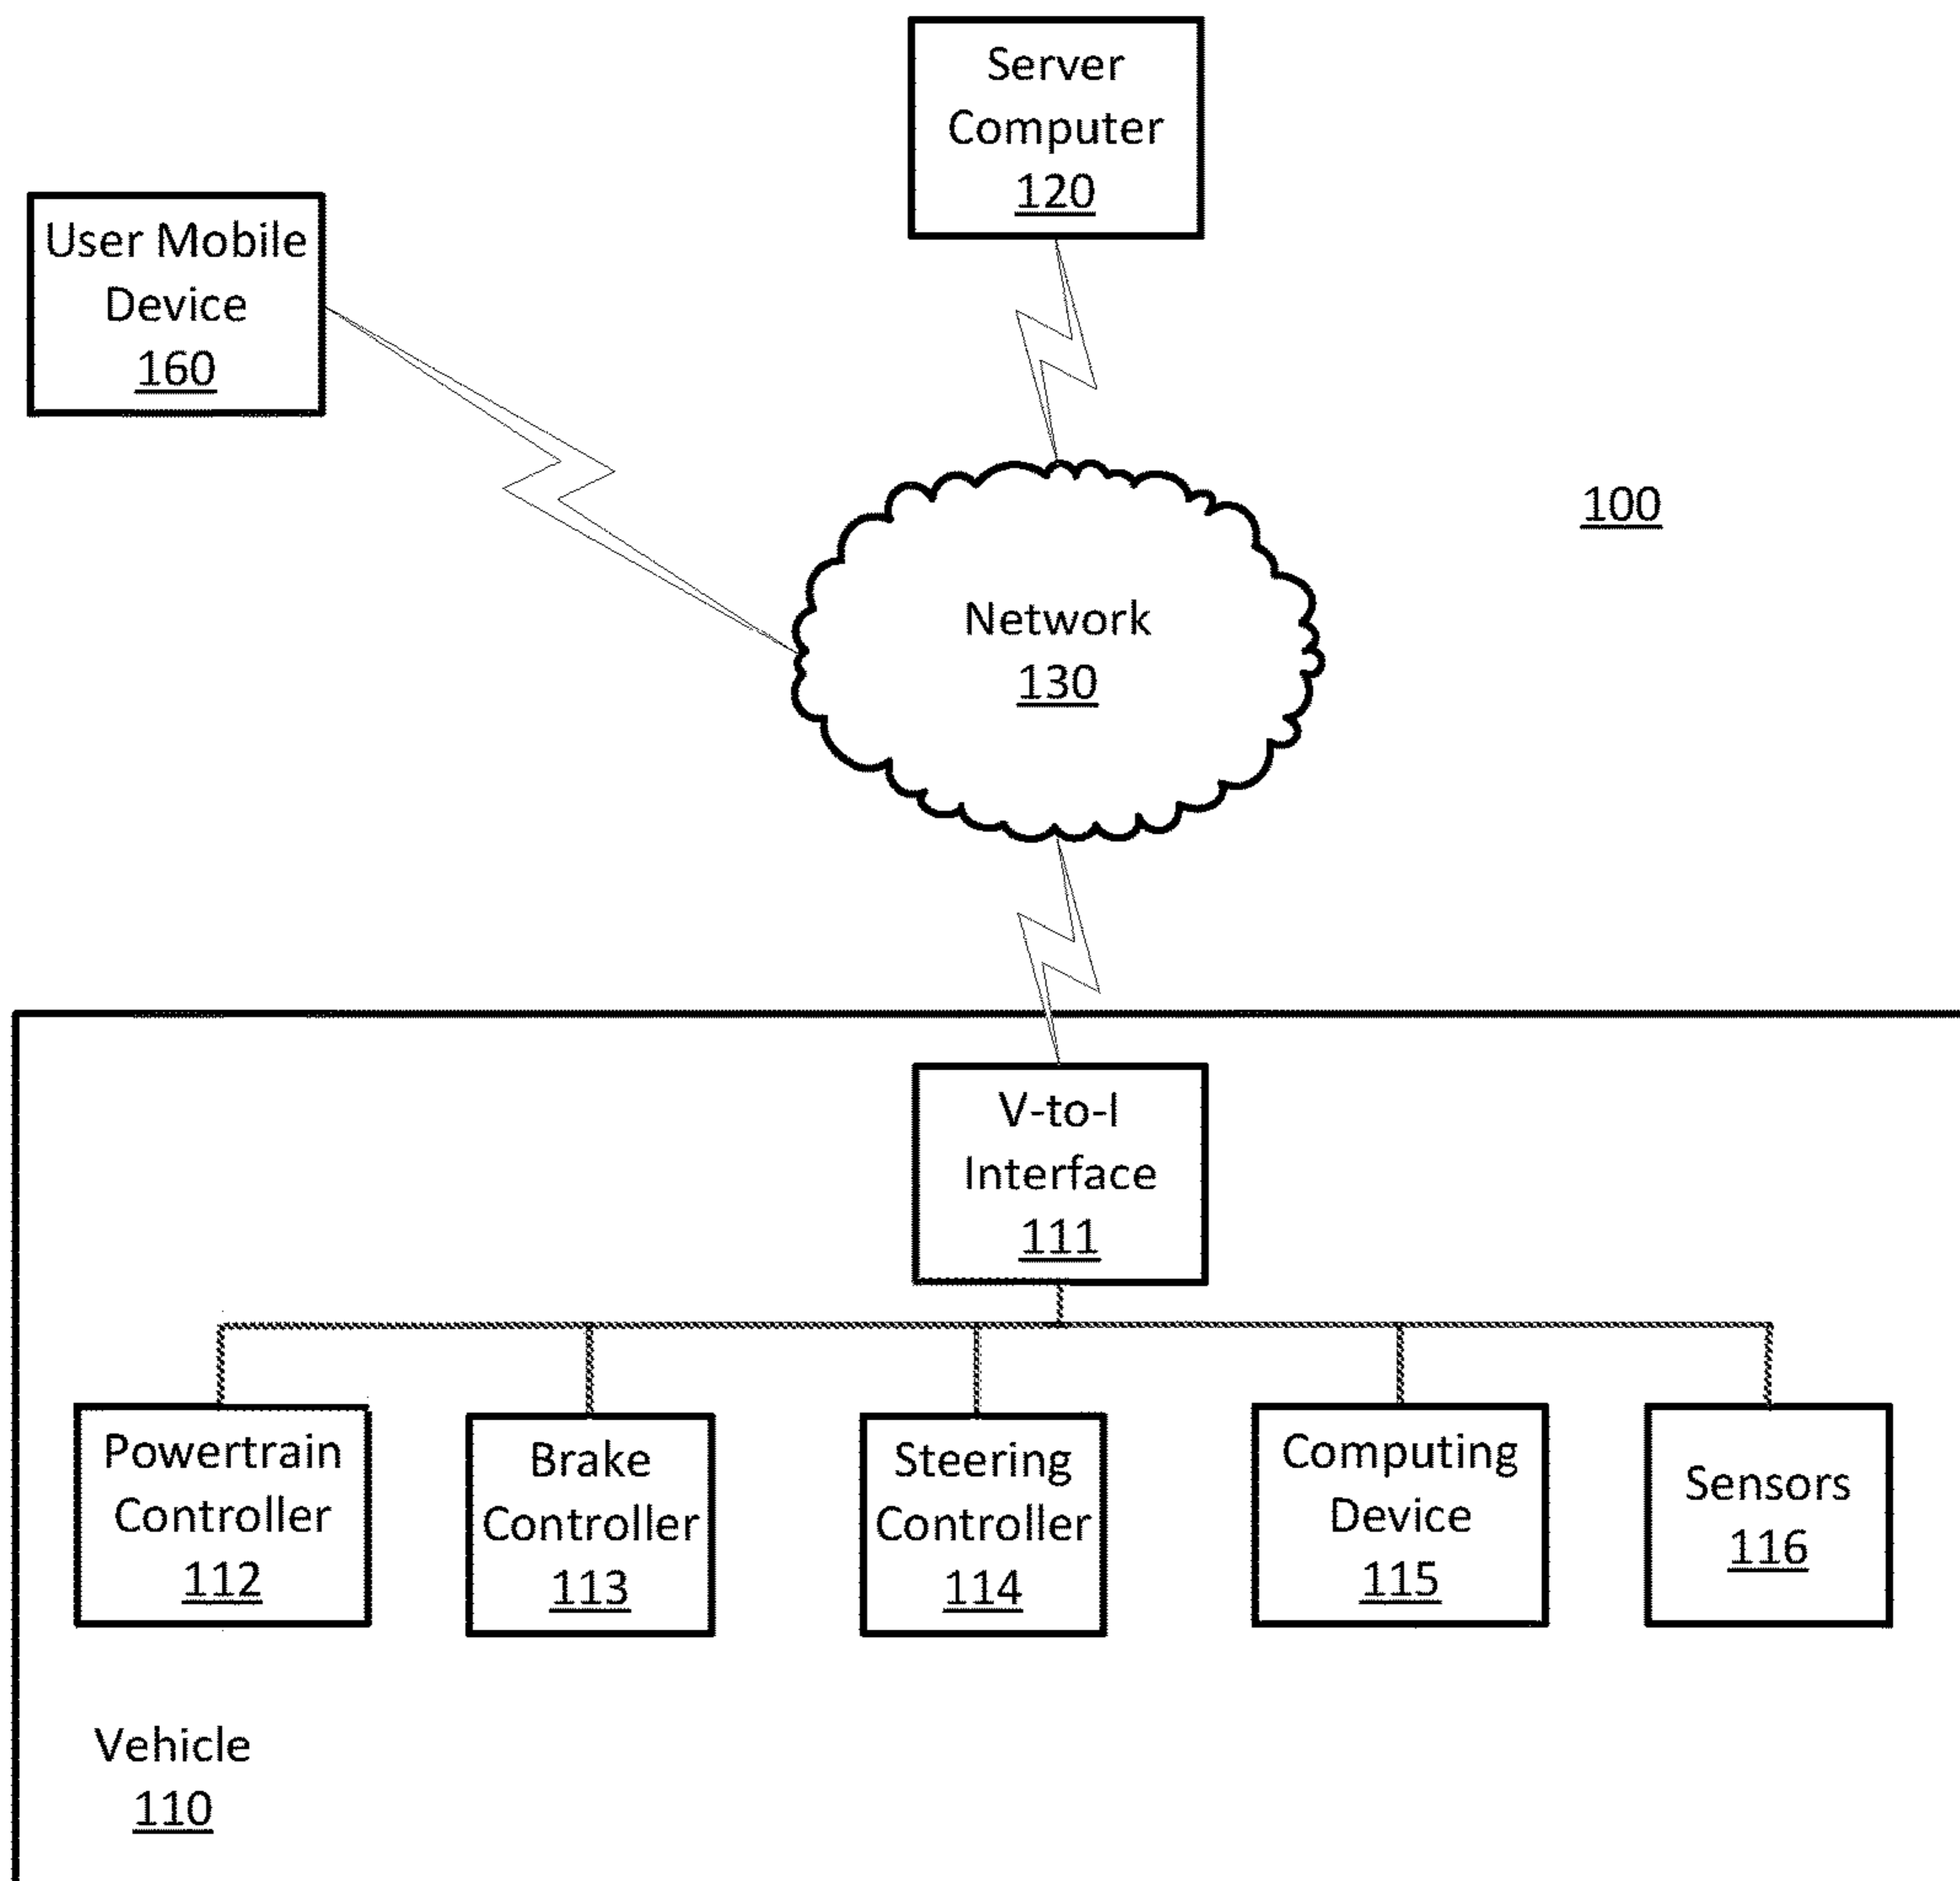 Server
Computer
120
User Mobile
Device
160
100
Network
130
V-to-I
Interface
111
Powertrain
Controller
112
Brake
Controller
113
Steering
Controller
114
Computing
Device
115
Sensors
116
Vehicle
110